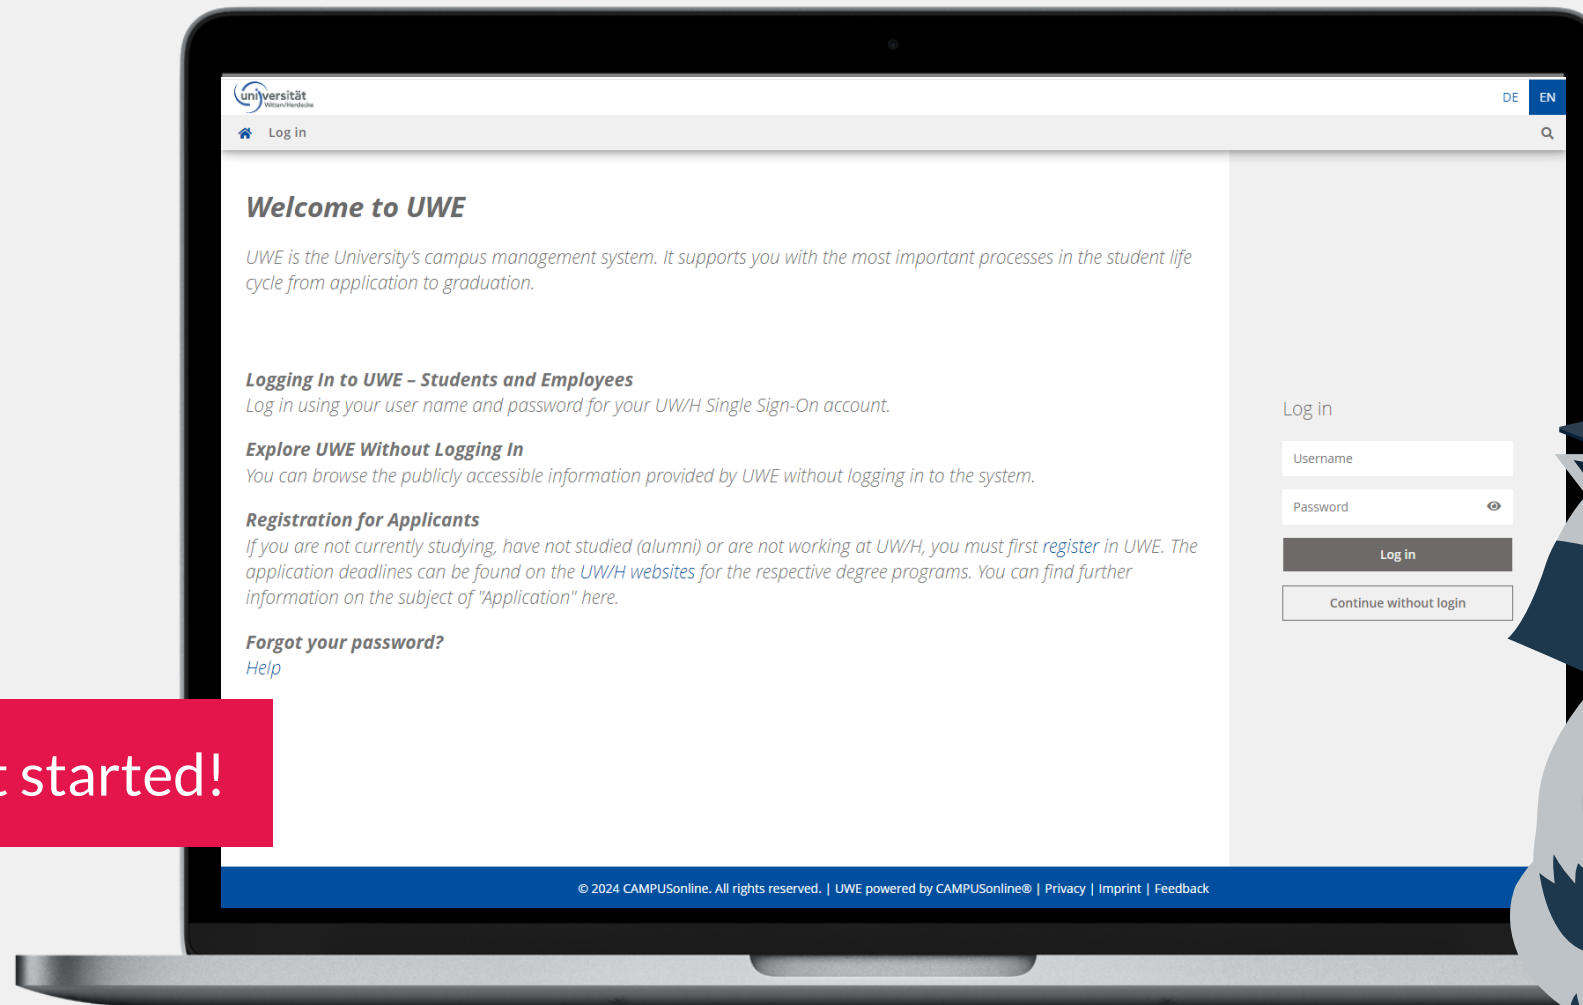 universität
Witten/Herdecke
DE EN
Log in
Welcome to UWE
UWE is the University's campus management system. It supports you with the most important processes in the student life
cycle from application to graduation.
Logging In to UWE – Students and Employees
Log in using your user name and password for your UW/H Single Sign-On account.
Explore UWE Without Logging In
You can browse the publicly accessible information provided by UWE without logging in to the system.
Registration for Applicants
If you are not currently studying, have not studied (alumni) or are not working at UW/H, you must first register in UWE. The
application deadlines can be found on the UW/H websites for the respective degree programs. You can find further
information on the subject of "Application" here.
Forgot your password?
Help
Log in
Username
Password
Log in
Continue without login
t started!
© 2024 CAMPUSonline. All rights reserved. | UWE powered by CAMPUSonline® | Privacy | Imprint | Feedback